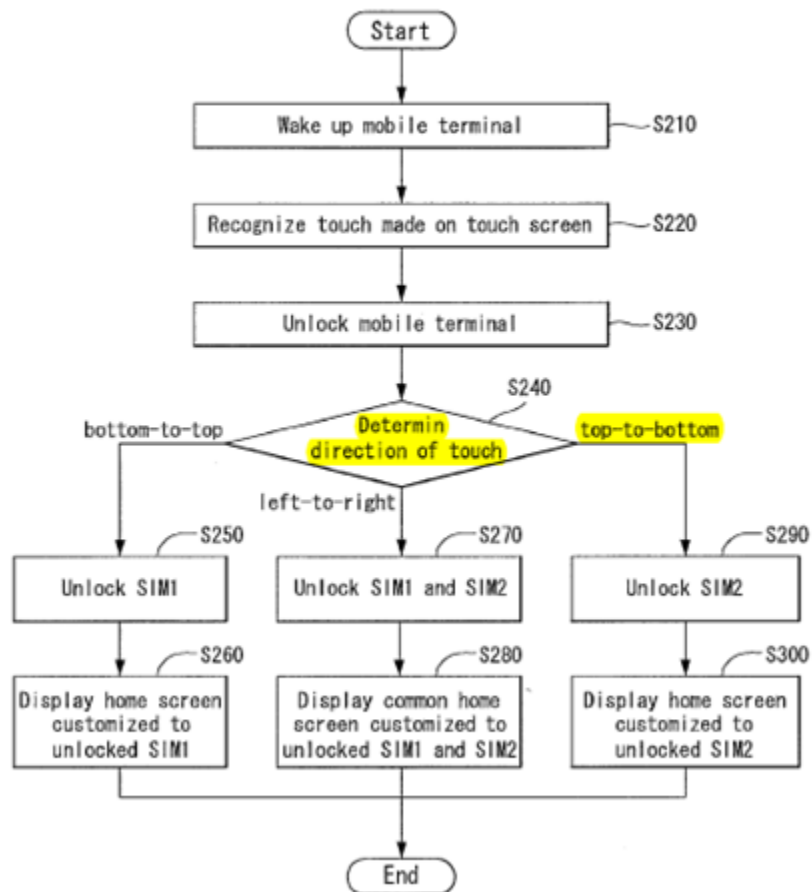 Start
Wake up mobile terminal
S210
Recognize touch made on touch screen
S220
Unlock mobile terminal
S230
S240
Determin
direction of touch
bottom-to-top
top-to-bottom
left-to-right
S250
Unlock SIM1
S270
Unlock SIM1 and SIM2
S290
Unlock SIM2
S260
Display home screen
customized to
unlocked SIM1
S280
Display common home
screen customized to
unlocked SIM1 and SIM2
S300
Display home screen
customized to
unlocked SIM2
End